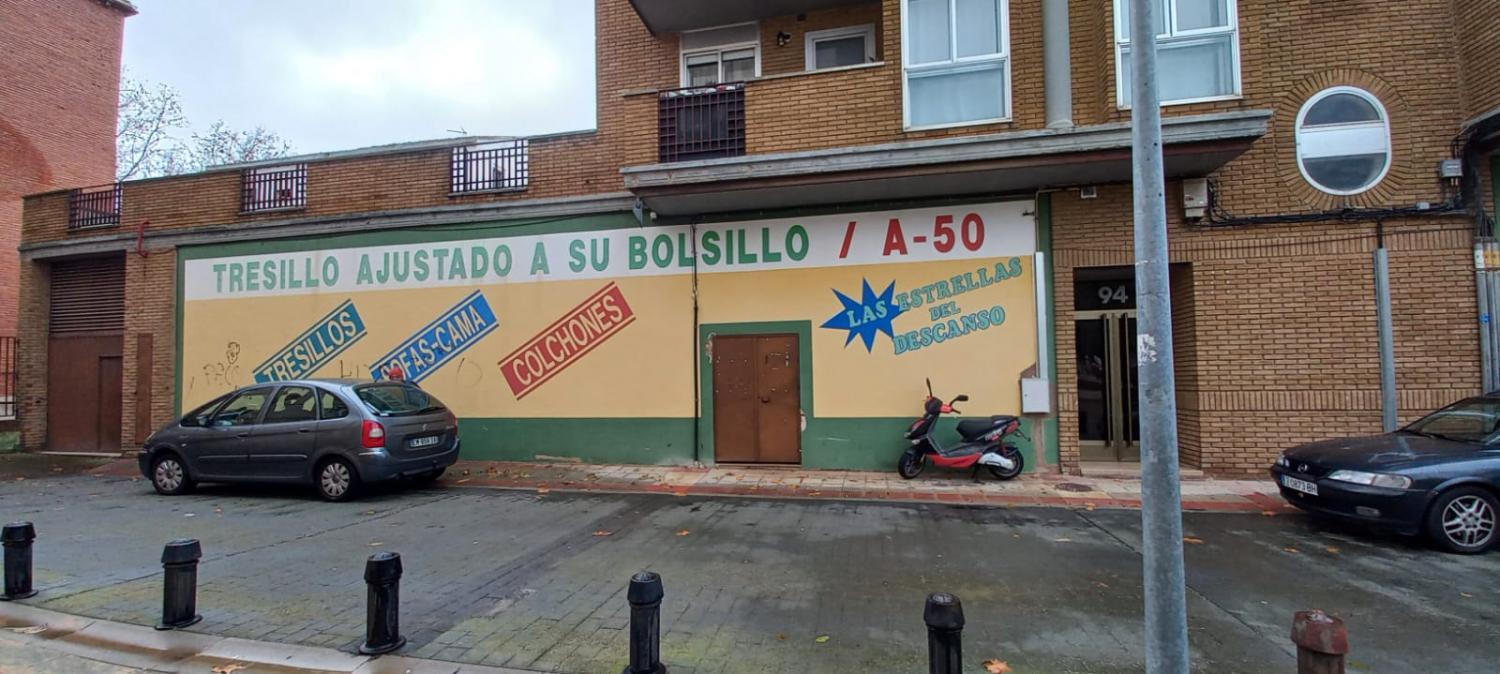 TRESILLO AJUSTADO A SU BOLSILLO / A-50
TRESILLOS
SOFAS-CAMA
COLCHONES
LAS ESTRELLAS
DEL
DESCANSO
94